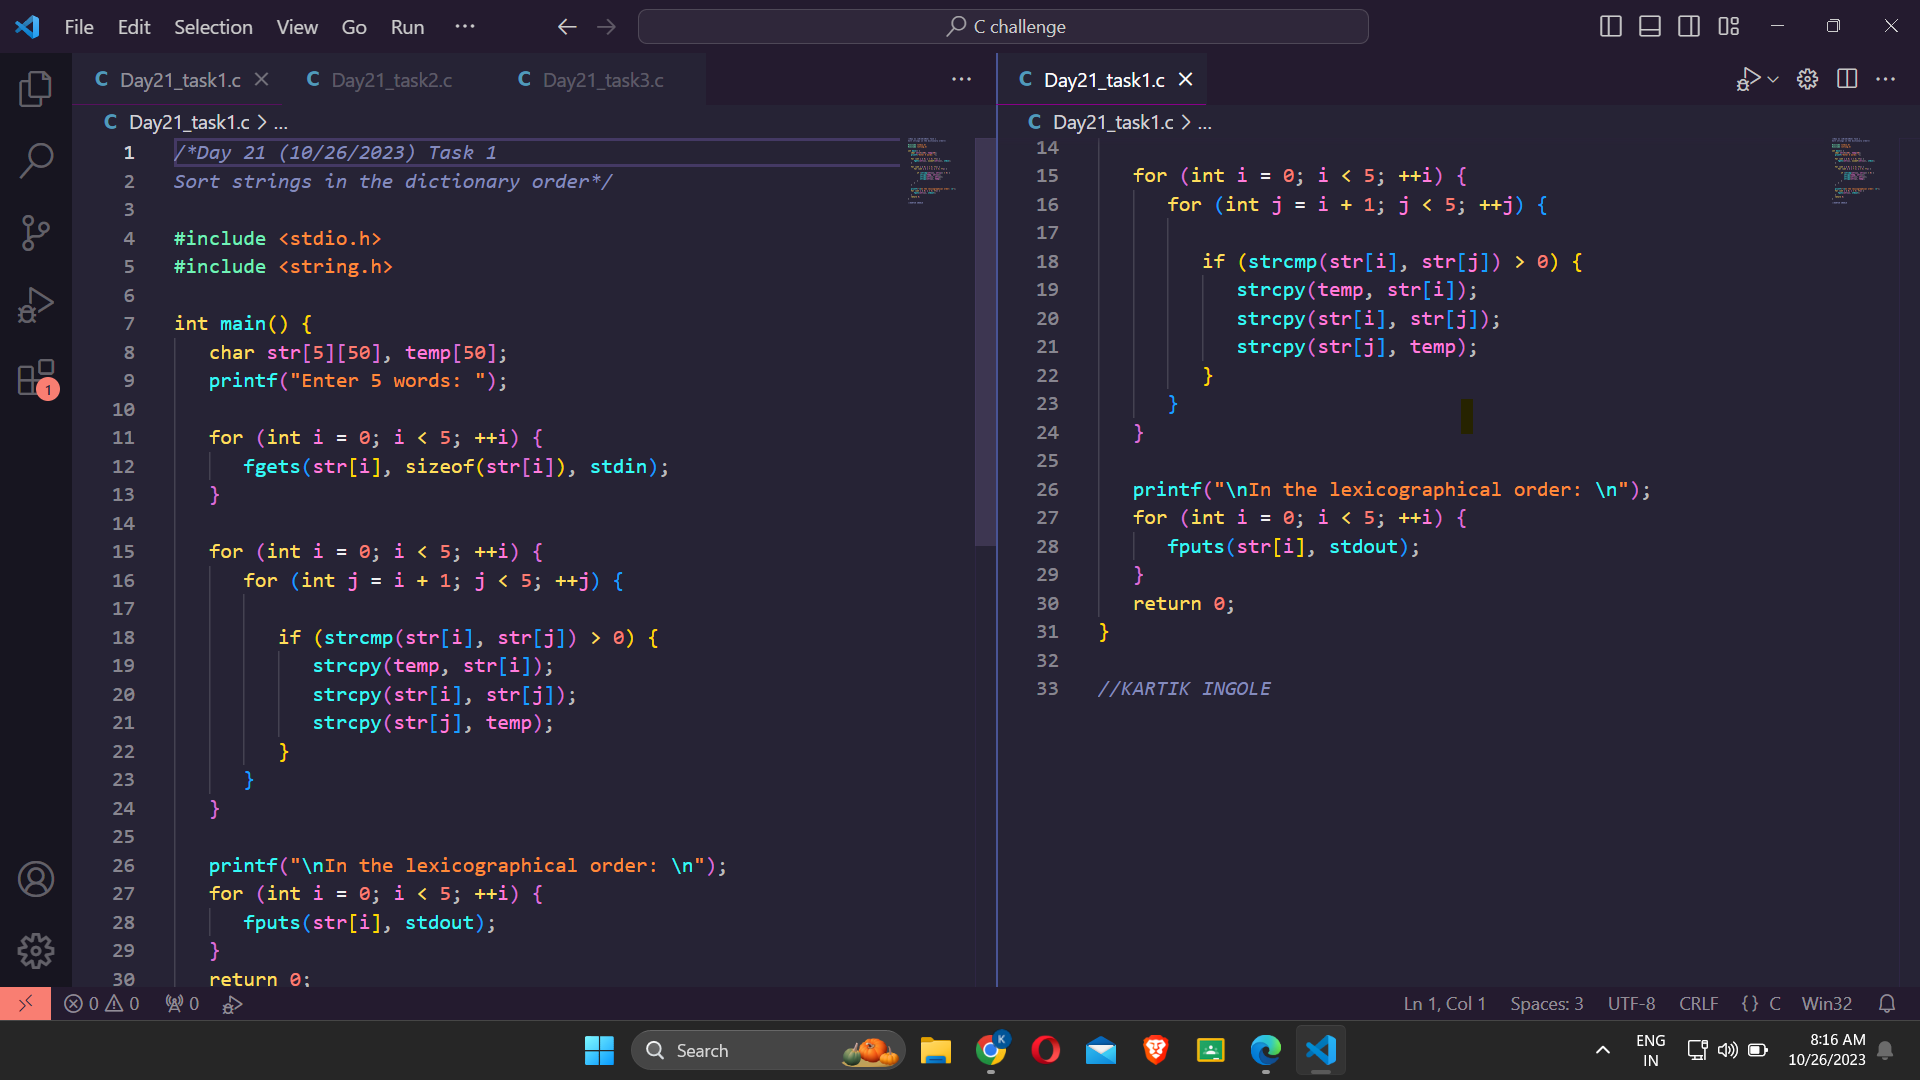 File Edit Selection View Go Run ··· C challenge
C Day21_task1.c C Day21_task2.c C Day21_task3.c ···
C Day21_task1.c > ...
1 /*Day 21 (10/26/2023) Task 1
2 Sort strings in the dictionary order*/
3
4 #include <stdio.h>
5 #include <string.h>
6
7 int main() {
8 char str[5][50], temp[50];
9 printf("Enter 5 words: ");
10
11 for (int i = 0; i < 5; ++i) {
12 fgets(str[i], sizeof(str[i]), stdin);
13 }
14
15 for (int i = 0; i < 5; ++i) {
16 for (int j = i + 1; j < 5; ++j) {
17
18 if (strcmp(str[i], str[j]) > 0) {
19 strcpy(temp, str[i]);
20 strcpy(str[i], str[j]);
21 strcpy(str[j], temp);
22 }
23 }
24 }
25
26 printf("\nIn the lexicographical order: \n");
27 for (int i = 0; i < 5; ++i) {
28 fputs(str[i], stdout);
29 }
30 return 0;
C Day21_task1.c ···
C Day21_task1.c > ...
14
15 for (int i = 0; i < 5; ++i) {
16 for (int j = i + 1; j < 5; ++j) {
17
18 if (strcmp(str[i], str[j]) > 0) {
19 strcpy(temp, str[i]);
20 strcpy(str[i], str[j]);
21 strcpy(str[j], temp);
22 }
23 }
24 }
25
26 printf("\nIn the lexicographical order: \n");
27 for (int i = 0; i < 5; ++i) {
28 fputs(str[i], stdout);
29 }
30 return 0;
31 }
32
33 //KARTIK INGOLE
1
0 0 0 Ln 1, Col 1 Spaces: 3 UTF-8 CRLF {} C Win32
Search K ENG 8:16 AM
IN 10/26/2023